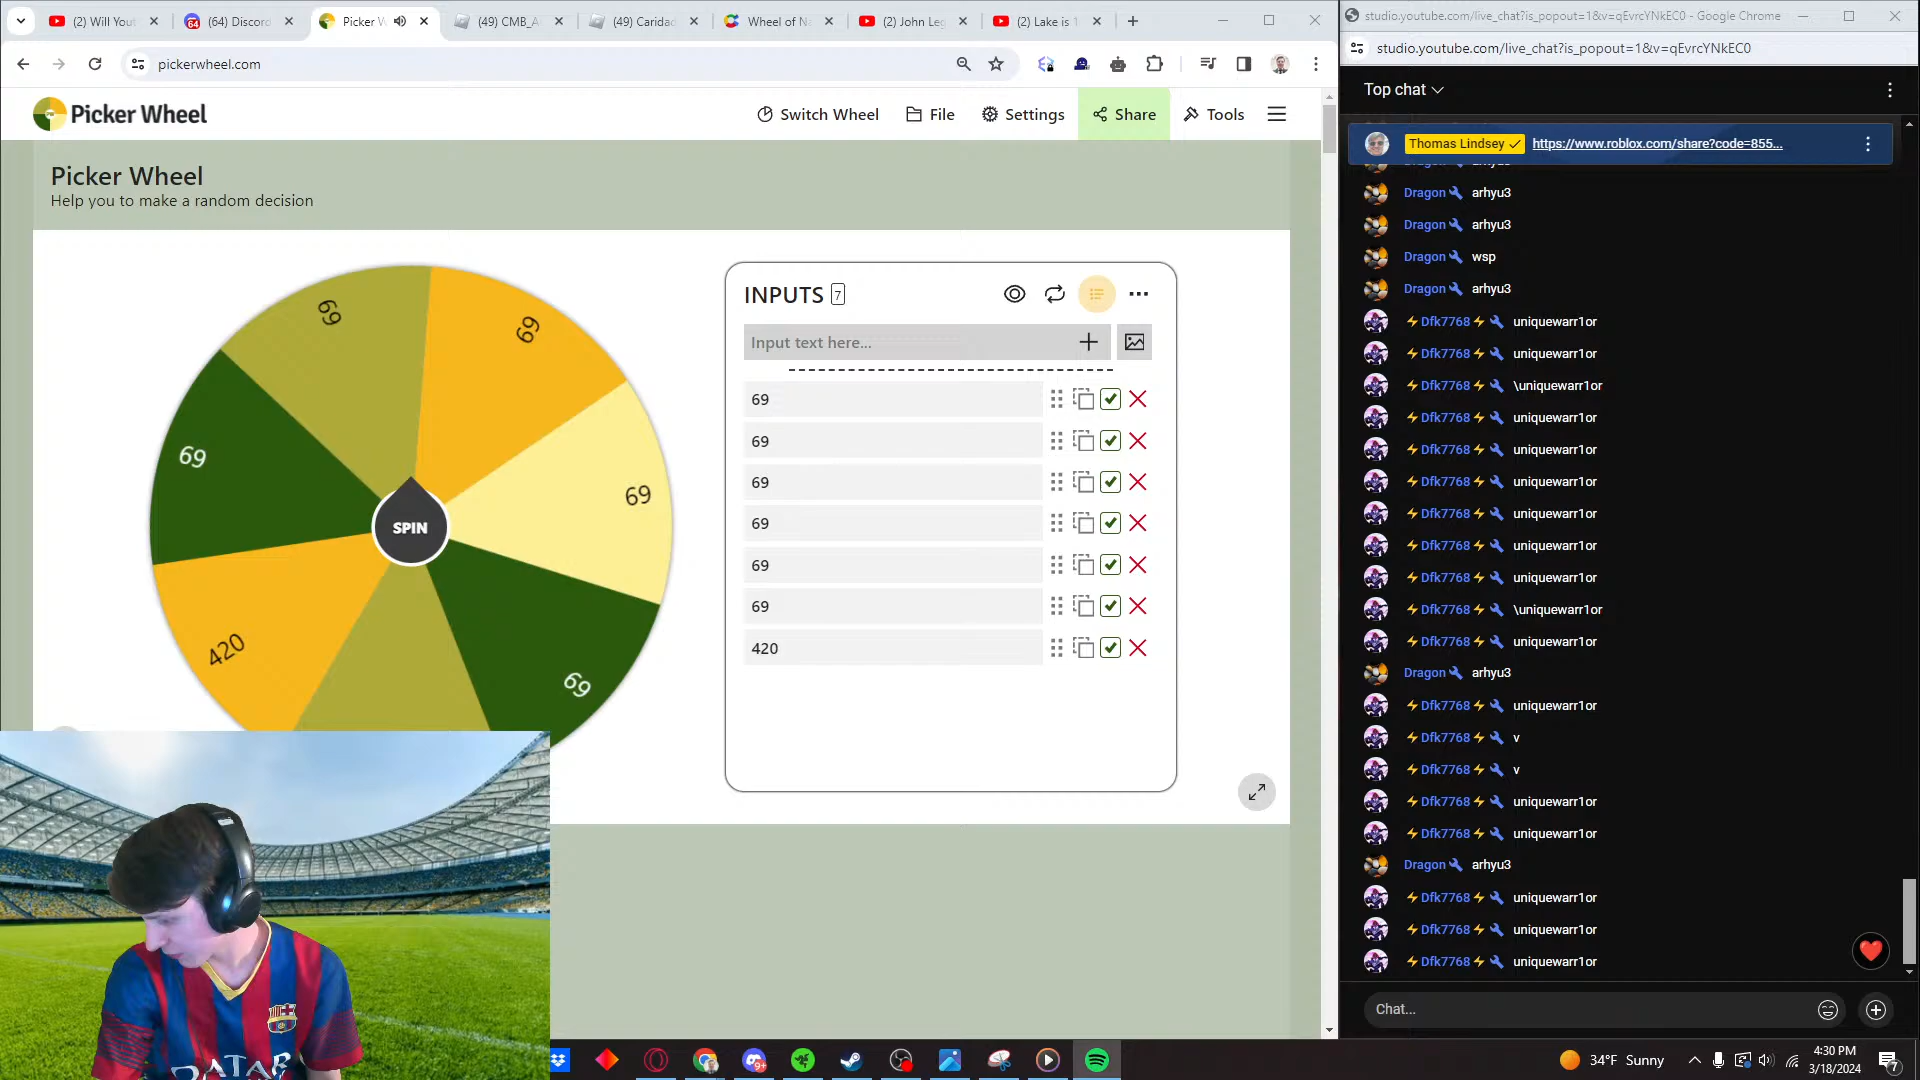 (2) Will Yout
(64) Discord
Picker W
(49) CMB_A
(49) Caridad
Wheel of Na
(2) John Leg
(2) Lake is 1
pickerwheel.com
Picker Wheel
Switch Wheel
File
Settings
Share
Tools
Picker Wheel
Help you to make a random decision
69
69
69
69
69
420
SPIN
INPUTS 7
Input text here...
69
69
69
69
69
69
420
QATAR
studio.youtube.com/live_chat?is_popout=1&v=qEvrcYNkEC0 - Google Chrome
studio.youtube.com/live_chat?is_popout=1&v=qEvrcYNkEC0
Top chat
Thomas Lindsey https://www.roblox.com/share?code=855...
arhyu3
Dragon arhyu3
Dragon arhyu3
Dragon wsp
Dragon arhyu3
⚡Dfk7768⚡ uniquewarr1or
⚡Dfk7768⚡ uniquewarr1or
⚡Dfk7768⚡ \uniquewarr1or
⚡Dfk7768⚡ uniquewarr1or
⚡Dfk7768⚡ uniquewarr1or
⚡Dfk7768⚡ uniquewarr1or
⚡Dfk7768⚡ uniquewarr1or
⚡Dfk7768⚡ uniquewarr1or
⚡Dfk7768⚡ uniquewarr1or
⚡Dfk7768⚡ \uniquewarr1or
⚡Dfk7768⚡ uniquewarr1or
Dragon arhyu3
⚡Dfk7768⚡ uniquewarr1or
⚡Dfk7768⚡ v
⚡Dfk7768⚡ v
⚡Dfk7768⚡ uniquewarr1or
⚡Dfk7768⚡ uniquewarr1or
Dragon arhyu3
⚡Dfk7768⚡ uniquewarr1or
⚡Dfk7768⚡ uniquewarr1or
⚡Dfk7768⚡ uniquewarr1or
Chat...
34°F Sunny
4:30 PM
3/18/2024
7